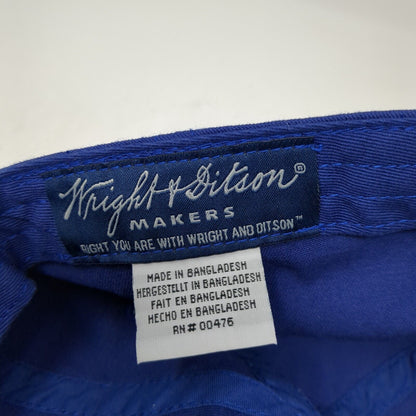 Wright & Ditson®
MAKERS
RIGHT YOU ARE WITH WRIGHT AND DITSON™
MADE IN BANGLADESH
HERGESTELLT IN BANGLADESH
FAIT EN BANGLADESH
HECHO EN BANGLADESH
RN# 00476